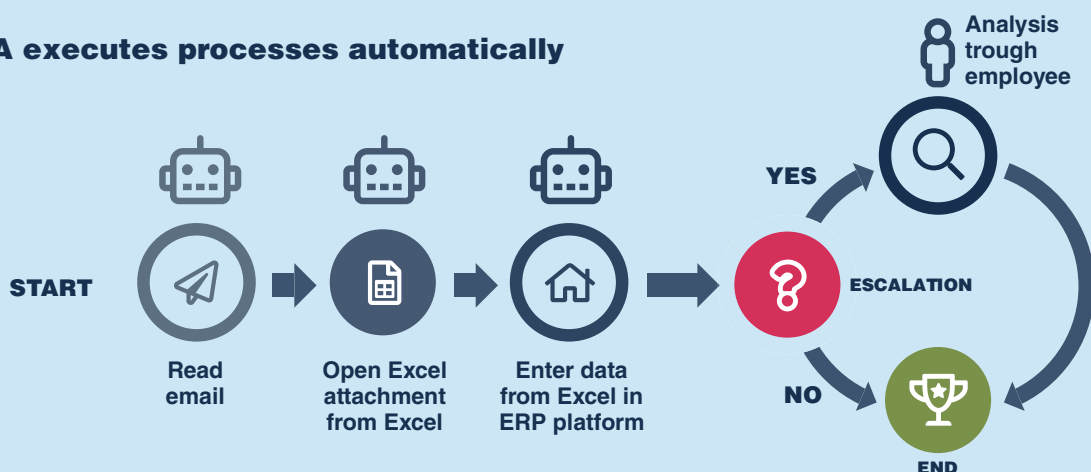 A executes processes automatically
Analysis
trough
employee
YES
START
ESCALATION
Read
email
Open Excel
attachment
from Excel
Enter data
from Excel in
ERP platform
NO
END